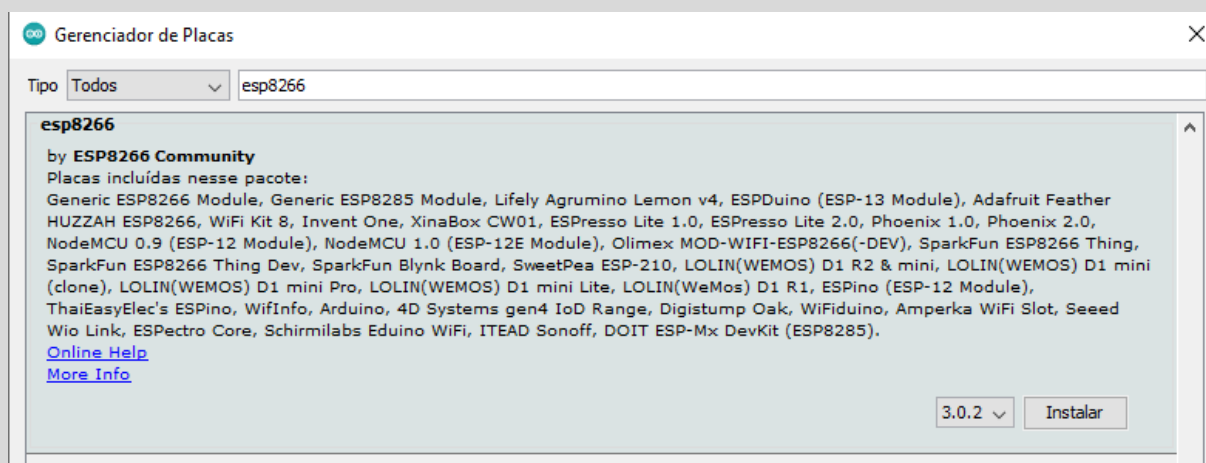 Gerenciador de Placas
Tipo Todos esp8266
esp8266
by ESP8266 Community
Placas incluídas nesse pacote:
Generic ESP8266 Module, Generic ESP8285 Module, Lifely Agrumino Lemon v4, ESPDuino (ESP-13 Module), Adafruit Feather
HUZZAH ESP8266, WiFi Kit 8, Invent One, XinaBox CW01, ESPresso Lite 1.0, ESPresso Lite 2.0, Phoenix 1.0, Phoenix 2.0,
NodeMCU 0.9 (ESP-12 Module), NodeMCU 1.0 (ESP-12E Module), Olimex MOD-WIFI-ESP8266(-DEV), SparkFun ESP8266 Thing,
SparkFun ESP8266 Thing Dev, SparkFun Blynk Board, SweetPea ESP-210, LOLIN(WEMOS) D1 R2 & mini, LOLIN(WEMOS) D1 mini
(clone), LOLIN(WEMOS) D1 mini Pro, LOLIN(WEMOS) D1 mini Lite, LOLIN(WeMos) D1 R1, ESPino (ESP-12 Module),
ThaiEasyElec's ESPino, WifInfo, Arduino, 4D Systems gen4 IoD Range, Digistump Oak, WiFiduino, Amperka WiFi Slot, Seeed
Wio Link, ESPectro Core, Schirmilabs Eduino WiFi, ITEAD Sonoff, DOIT ESP-Mx DevKit (ESP8285).
Online Help
More Info
3.0.2 Instalar